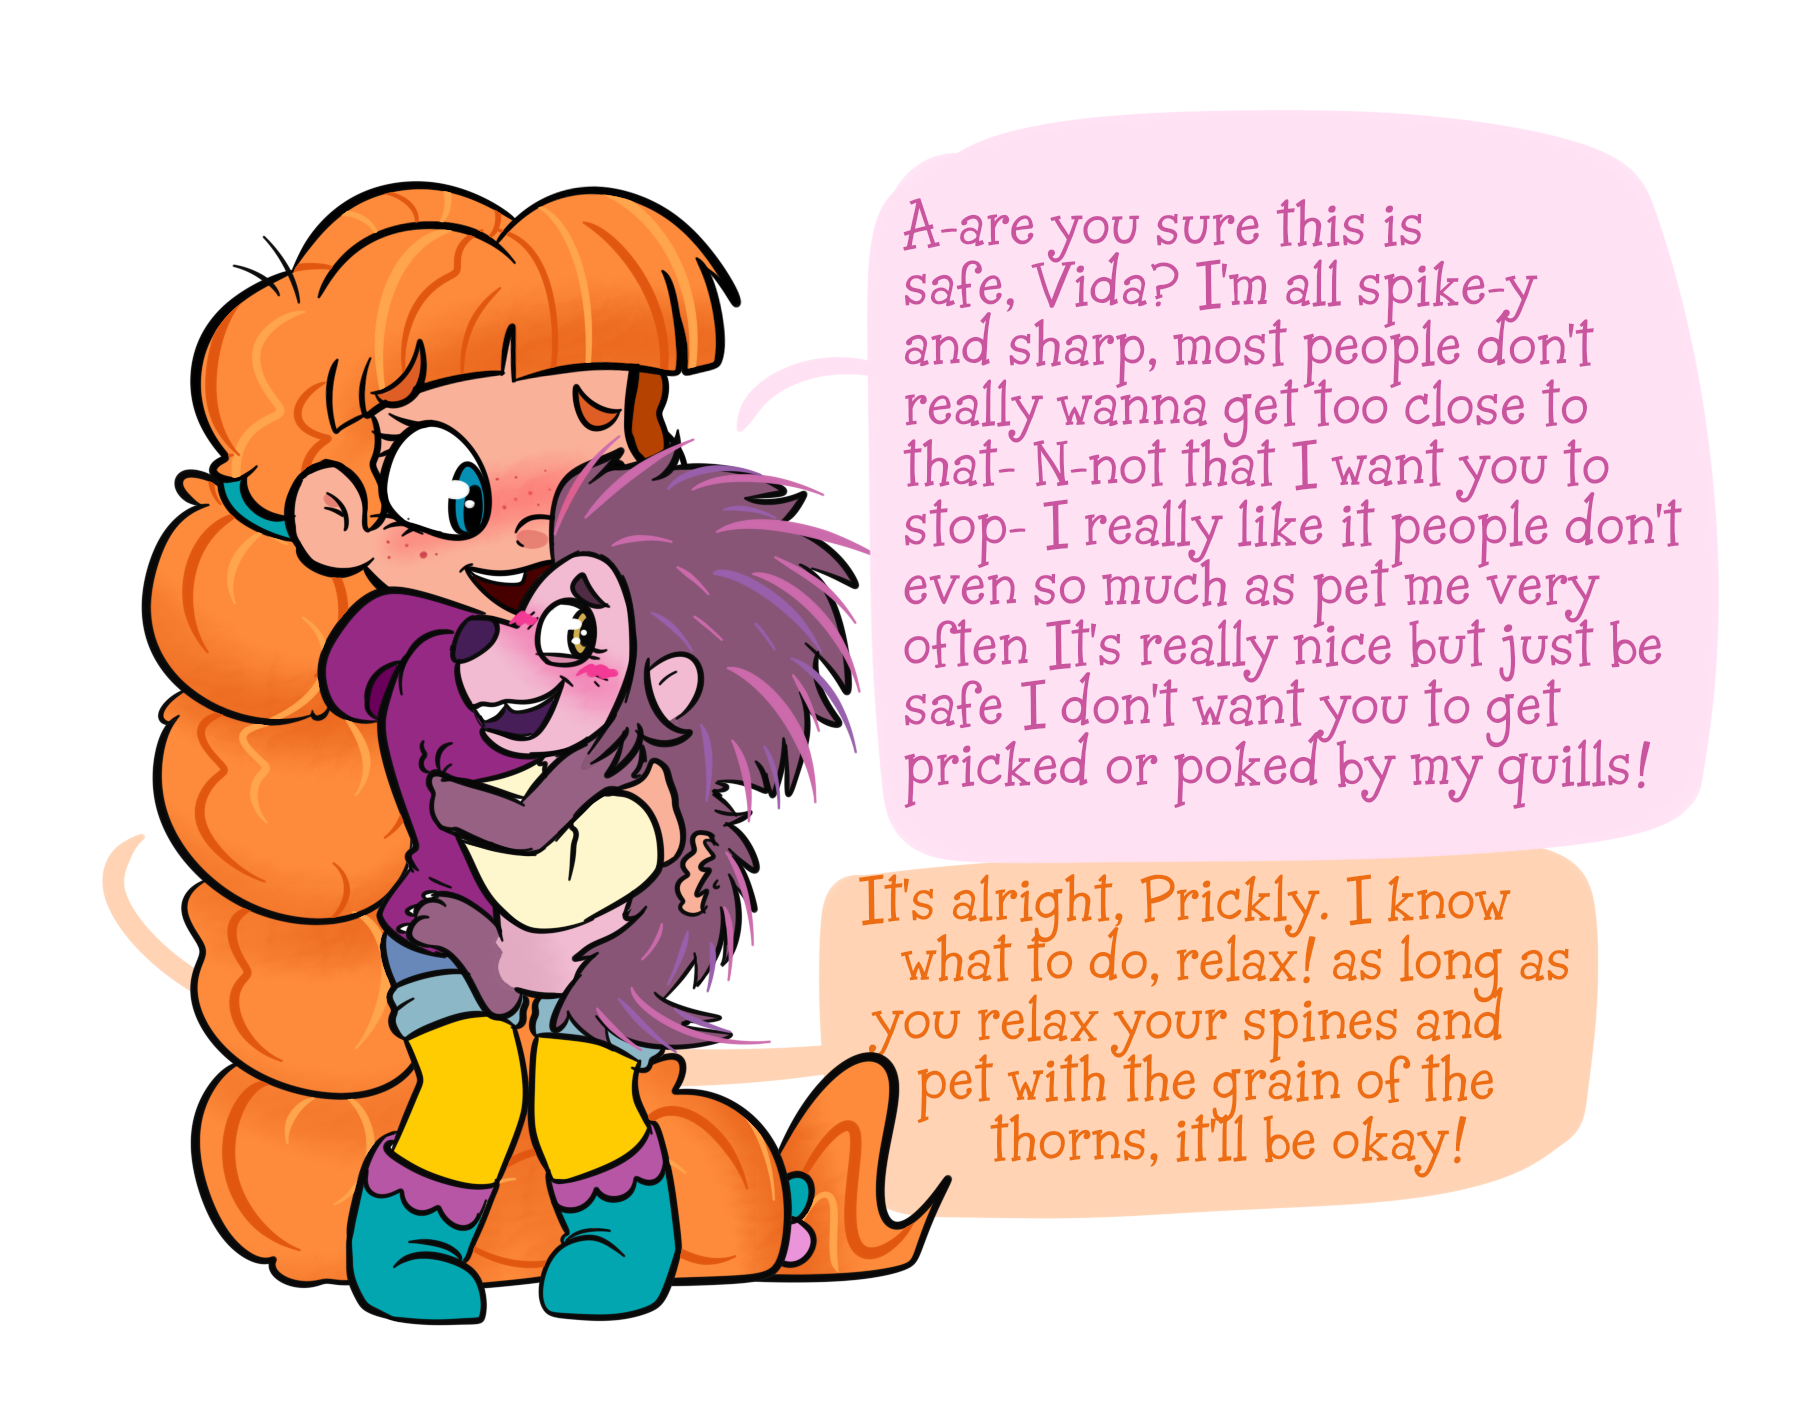 A-are you sure this is
safe, Vida? I'm all spike-y
and sharp, most people don't
really wanna get too close to
that- N-not that I want you to
stop- I really like it people don't
even so much as pet me very
often It's really nice but just be
safe I don't want you to get
pricked or poked by my quills!
It's alright, Prickly. I know
what to do, relax! as long as
you relax your spines and
pet with the grain of the
thorns, it'll be okay!